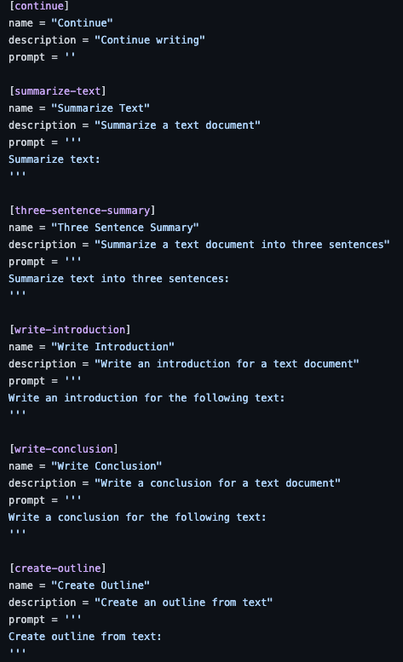 [continue]
name = "Continue"
description = "Continue writing"
prompt = ''
[summarize-text]
name = "Summarize Text"
description = "Summarize a text document"
prompt = '''
Summarize text:
'''
[three-sentence-summary]
name = "Three Sentence Summary"
description = "Summarize a text document into three sentences"
prompt = '''
Summarize text into three sentences:
'''
[write-introduction]
name = "Write Introduction"
description = "Write an introduction for a text document"
prompt = '''
Write an introduction for the following text:
'''
[write-conclusion]
name = "Write Conclusion"
description = "Write a conclusion for a text document"
prompt = '''
Write a conclusion for the following text:
'''
[create-outline]
name = "Create Outline"
description = "Create an outline from text"
prompt = '''
Create outline from text:
'''